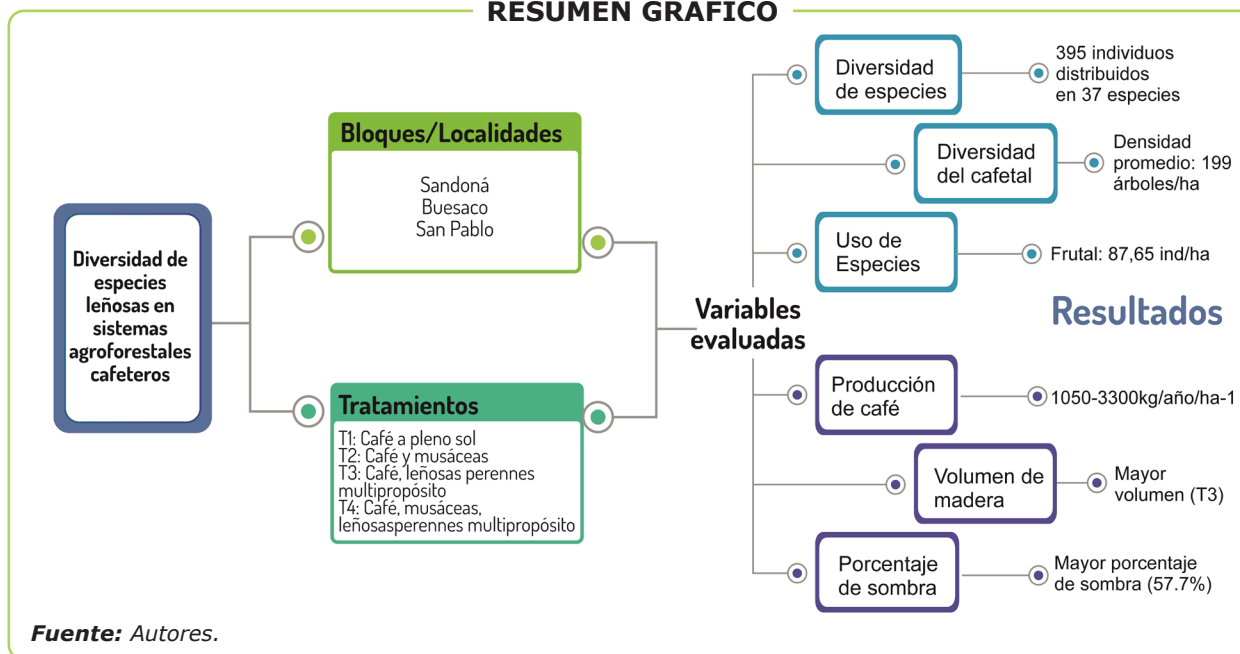 RESUMEN GRÁFICO
Diversidad de
especies
leñosas en
sistemas
agroforestales
cafeteros
Bloques/Localidades
Sandoná
Buesaco
San Pablo
Tratamientos
T1: Café a pleno sol
T2: Café y musáceas
T3: Café, leñosas perennes
multipropósito
T4: Café, musáceas,
leñosasperennes multipropósito
Variables
evaluadas
Diversidad
de especies
395 individuos
distribuidos
en 37 especies
Diversidad
del cafetal
Densidad
promedio: 199
árboles/ha
Uso de
Especies
Frutal: 87,65 ind/ha
Resultados
Producción
de café
1050-3300kg/año/ha-1
Volumen de
madera
Mayor
volumen (T3)
Porcentaje
de sombra
Mayor porcentaje
de sombra (57.7%)
Fuente: Autores.